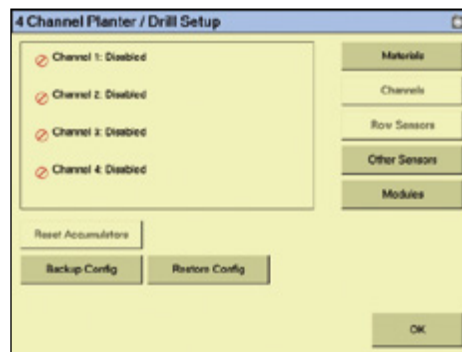 4 Channel Planter / Drill Setup
Channel 1: Disabled
Channel 2: Disabled
Channel 3: Disabled
Channel 4: Disabled
Materials
Channels
Row Sensors
Other Sensors
Modules
Reset Accumulators
Backup Config
Restore Config
OK